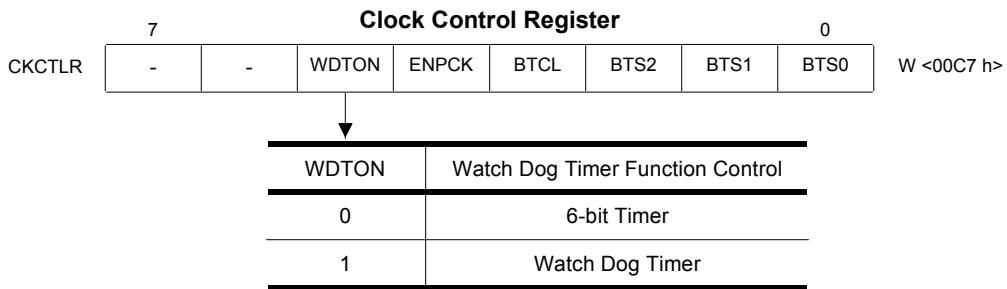 Clock Control Register
7 0
CKCTLR - - WDTON ENPCK BTCL BTS2 BTS1 BTS0 W <00C7 h>
WDTON Watch Dog Timer Function Control
0 6-bit Timer
1 Watch Dog Timer